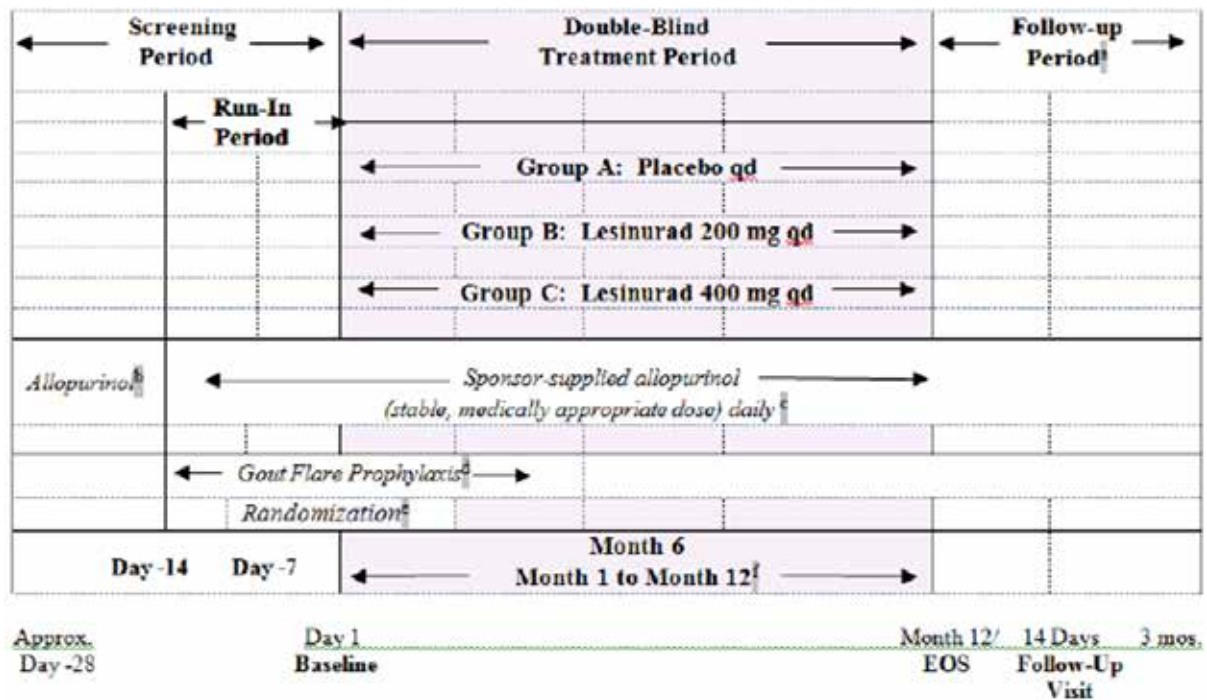 Screening Period
Double-Blind Treatment Period
Follow-up Periodª
Run-In Period
Group A: Placebo qd
Group B: Lesinurad 200 mg qd
Group C: Lesinurad 400 mg qd
Allopurinol
Sponsor-supplied allopurinol
(stable, medically appropriate dose) daily c
Gout Flare Prophylaxis d
Randomization e
Month 6
Day -14 Day -7 Month 1 to Month 12 f
Approx. Day -28
Day 1 Baseline
Month 12/ EOS
14 Days Follow-Up Visit
3 mos.